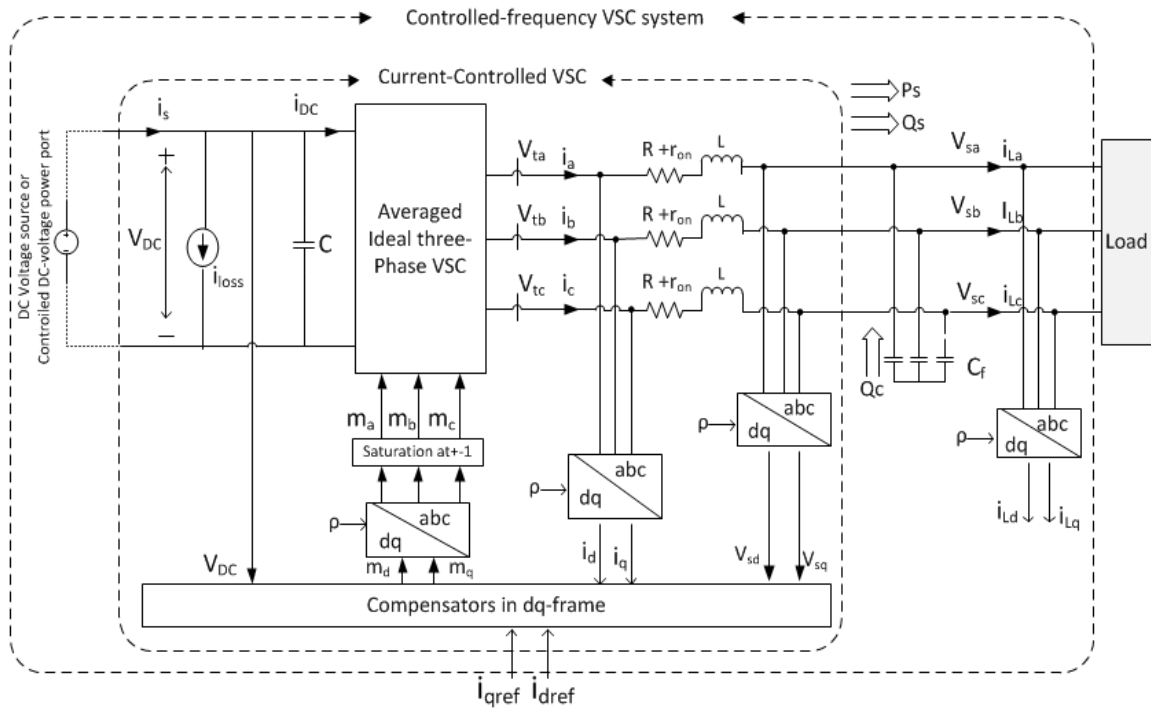 Controlled-frequency VSC system
Current-Controlled VSC
Ps
Qs
DC Voltage source or
Controiled DC-voltage power port
is
iDC
+
VDC
−
iloss
C
Averaged
Ideal three-
Phase VSC
Vta
ia
R +ron
L
Vtb
ib
R+ron
L
Vtc
ic
R+ron
L
Vsa
iLa
Vsb
ILb
Vsc
iLc
Load
Qc
Cf
ma
mb
mc
Saturation at+-1
ρ
abc
dq
md
mq
ρ
abc
dq
id
iq
ρ
abc
dq
Vsd
Vsq
ρ
abc
dq
iLd
iLq
VDC
Compensators in dq-frame
iqref
idref